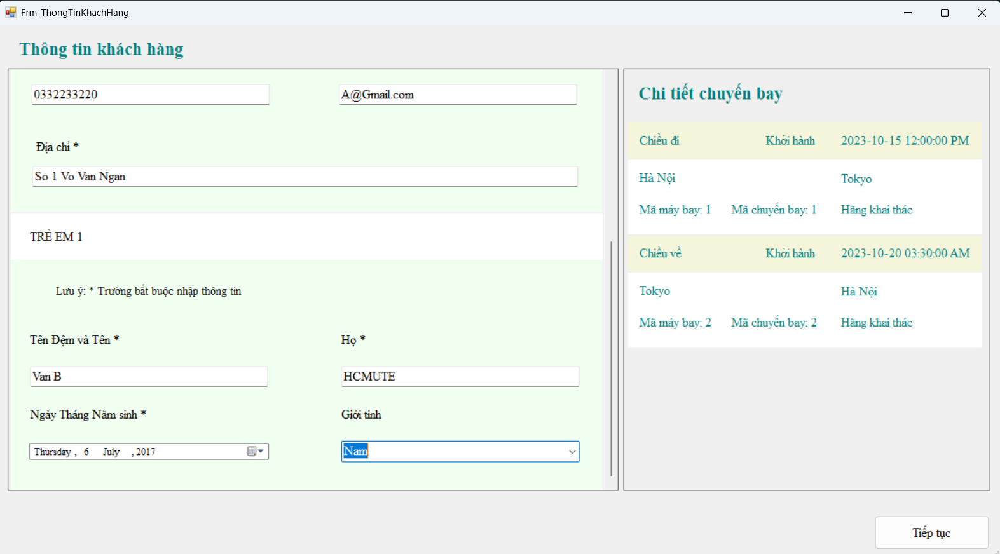 Frm_ThongTinKhachHang
Thông tin khách hàng
0332233220 A@Gmail.com
Địa chỉ *
So 1 Vo Van Ngan
TRẺ EM 1
Lưu ý: * Trường bắt buộc nhập thông tin
Tên Đệm và Tên * Họ *
Van B HCMUTE
Ngày Tháng Năm sinh * Giới tính
Thursday , 6 July , 2017 Nam
Chi tiết chuyến bay
Chiều đi Khởi hành 2023-10-15 12:00:00 PM
Hà Nội Tokyo
Mã máy bay: 1 Mã chuyến bay: 1 Hãng khai thác
Chiều về Khởi hành 2023-10-20 03:30:00 AM
Tokyo Hà Nội
Mã máy bay: 2 Mã chuyến bay: 2 Hãng khai thác
Tiếp tục